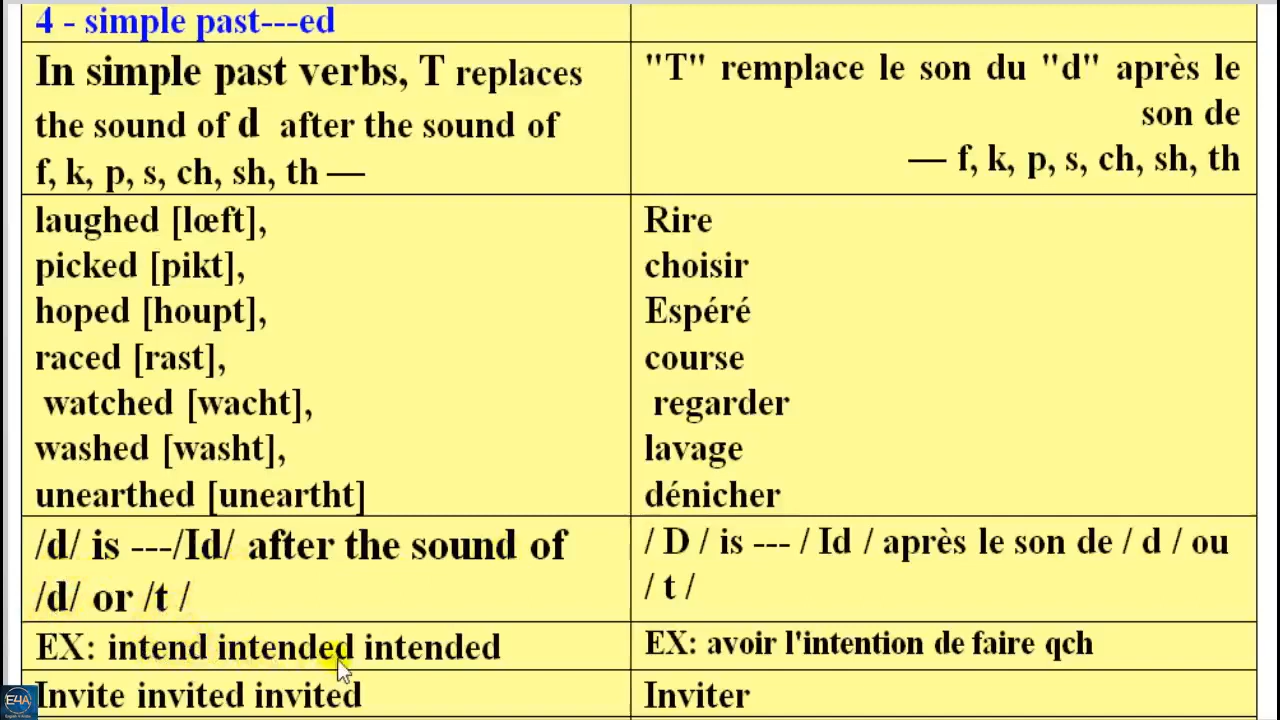 4 - simple past---ed
In simple past verbs, T replaces
the sound of d after the sound of
f, k, p, s, ch, sh, th —
"T" remplace le son du "d" après le
son de
— f, k, p, s, ch, sh, th
laughed [lœft],
picked [pikt],
hoped [houpt],
raced [rast],
watched [wacht],
washed [washt],
unearthed [uneartht]
Rire
choisir
Espéré
course
regarder
lavage
dénicher
/d/ is ---/Id/ after the sound of
/d/ or /t /
/ D / is --- / Id / après le son de / d / ou
/ t /
EX: intend intended intended
EX: avoir l'intention de faire qch
Invite invited invited
Inviter
E4A